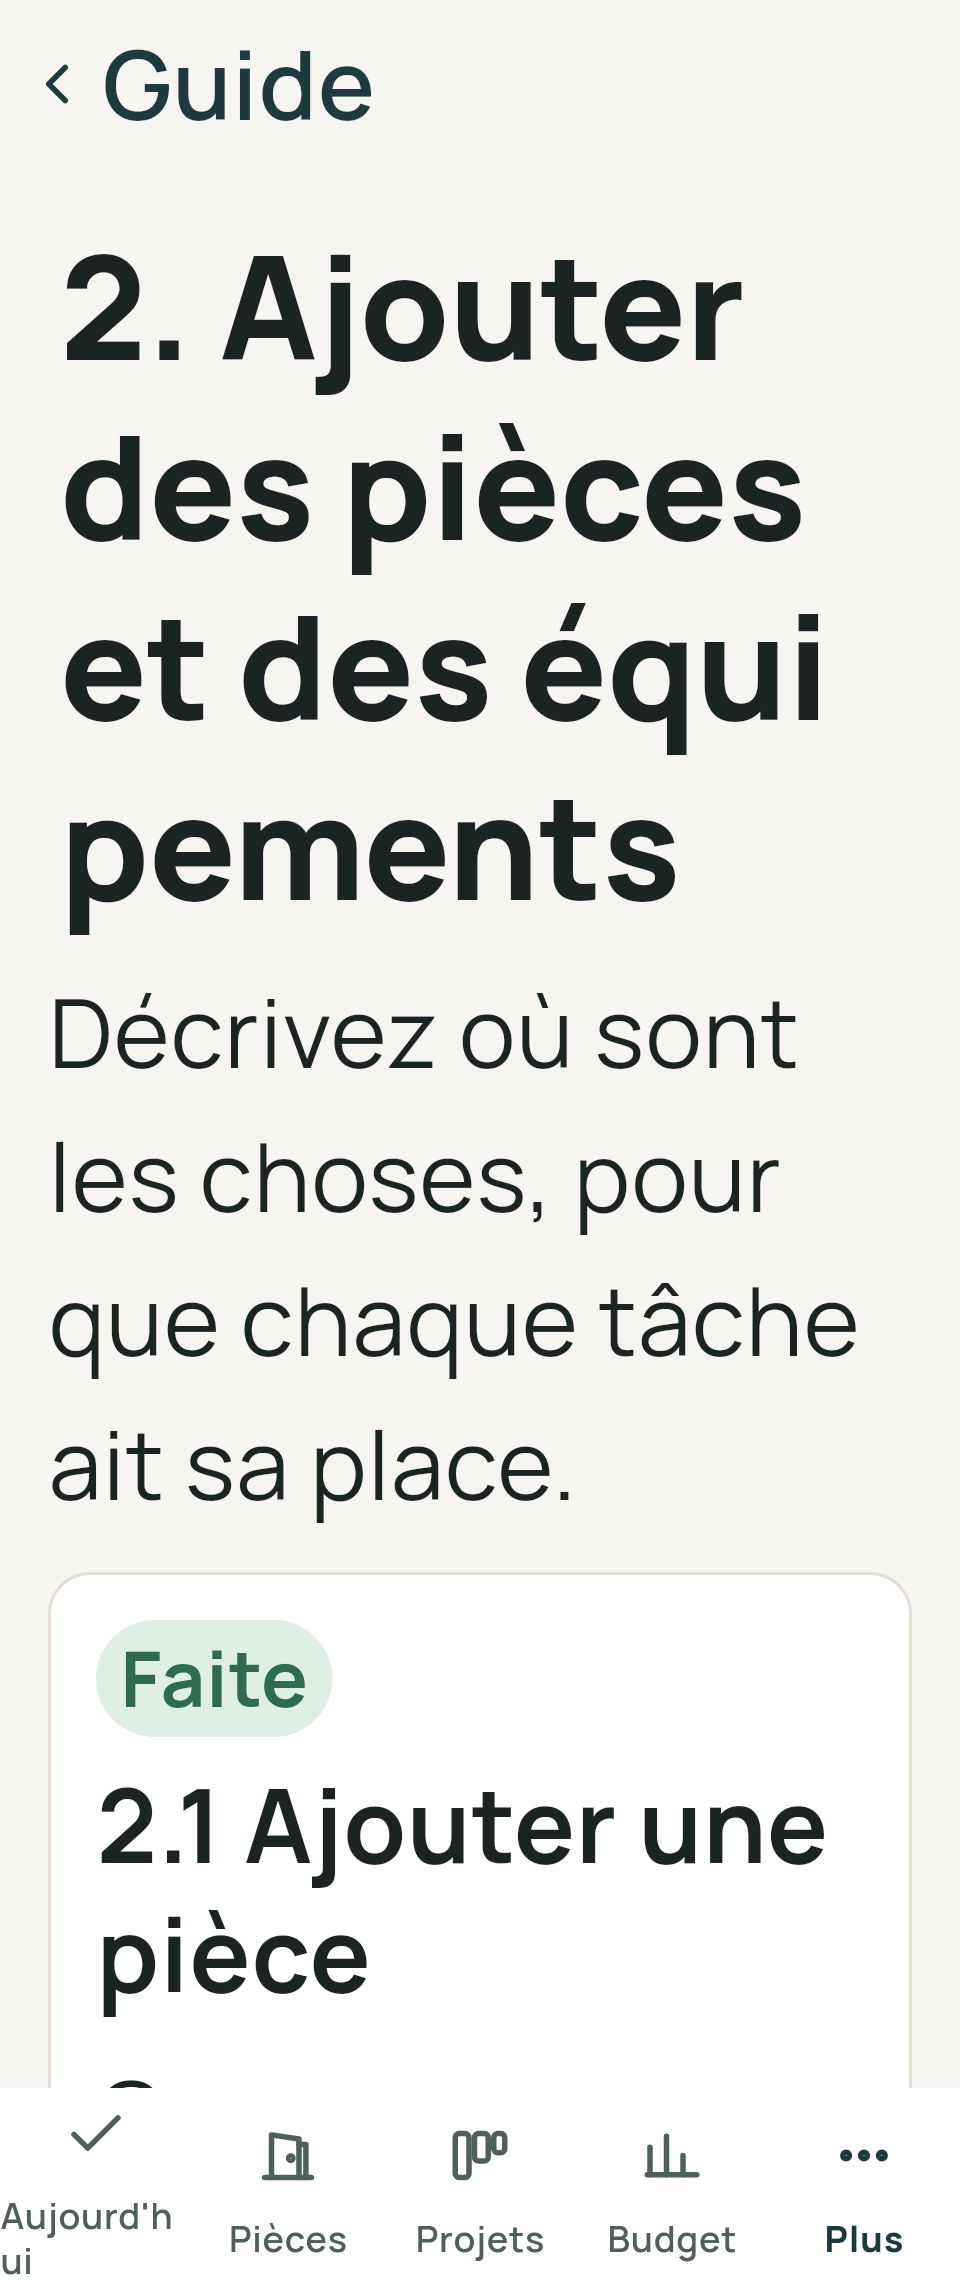 Guide
2. Ajouter
des pièces
et des équi
pements
Décrivez où sont
les choses, pour
que chaque tâche
ait sa place.
Faite
2.1 Ajouter une
pièce
Aujourd'h
ui
Pièces
Projets
Budget
Plus